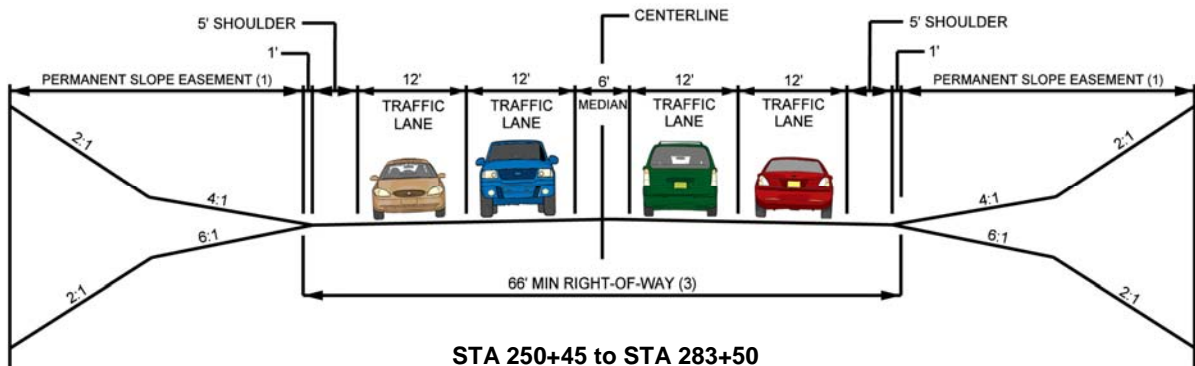 5' SHOULDER
CENTERLINE
5' SHOULDER
1'
1'
PERMANENT SLOPE EASEMENT (1)
12'
12'
6'
12'
12'
PERMANENT SLOPE EASEMENT (1)
TRAFFIC
LANE
TRAFFIC
LANE
MEDIAN
TRAFFIC
LANE
TRAFFIC
LANE
2:1
2:1
4:1
4:1
6:1
6:1
2:1
2:1
66' MIN RIGHT-OF-WAY (3)
STA 250+45 to STA 283+50